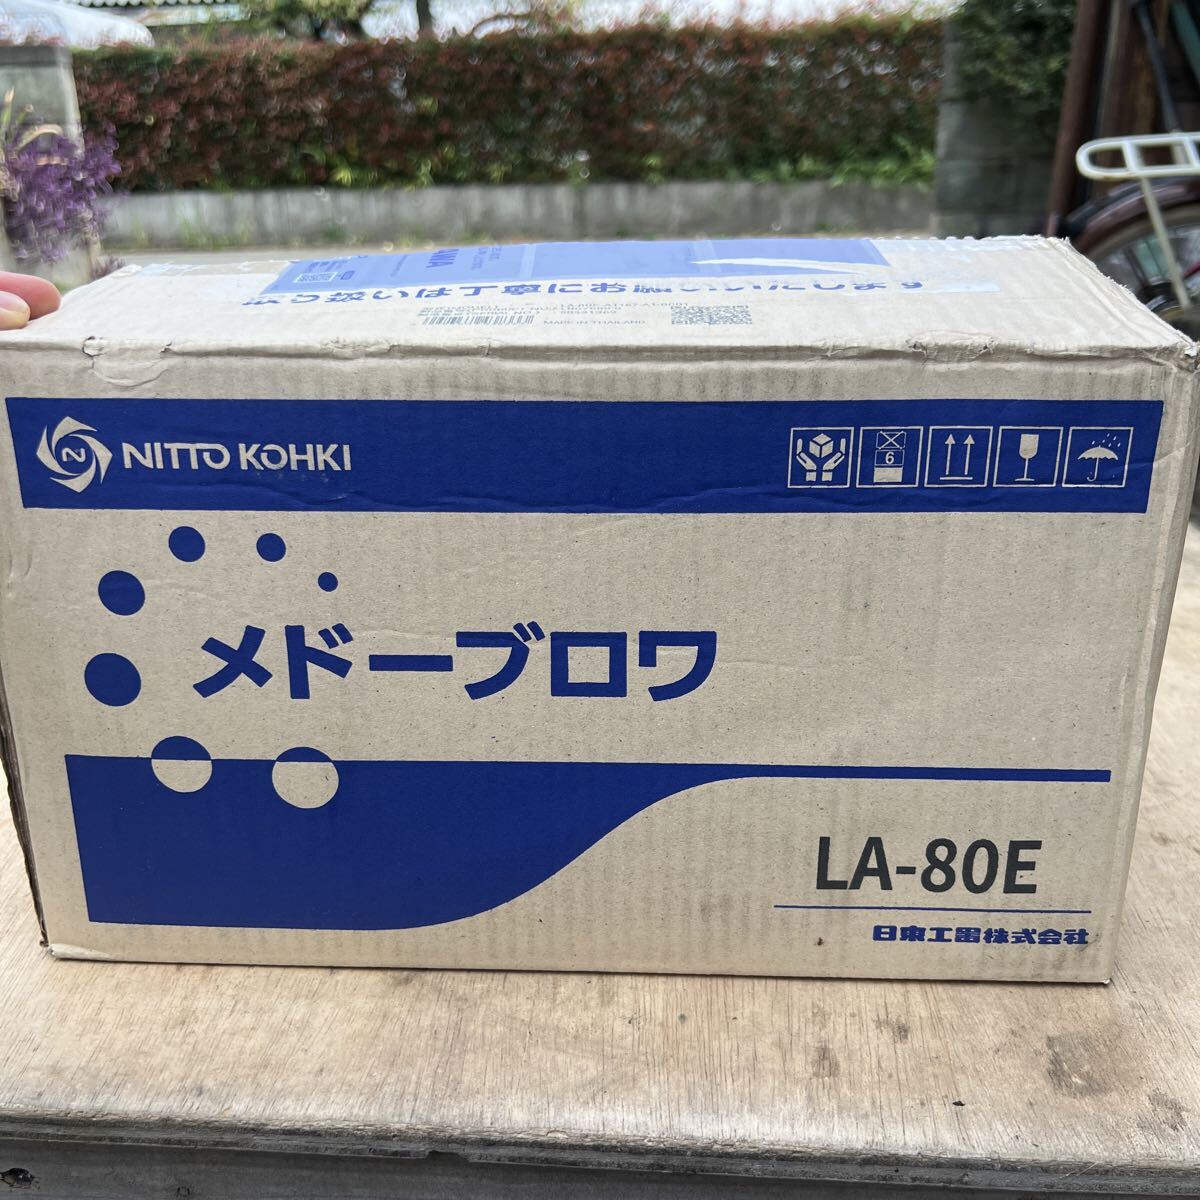 取り扱いは丁寧にお願いいたします
MADE IN THAILAND
NITTO KOHKI
6
メドーブロワ
LA-80E
日東工器株式会社